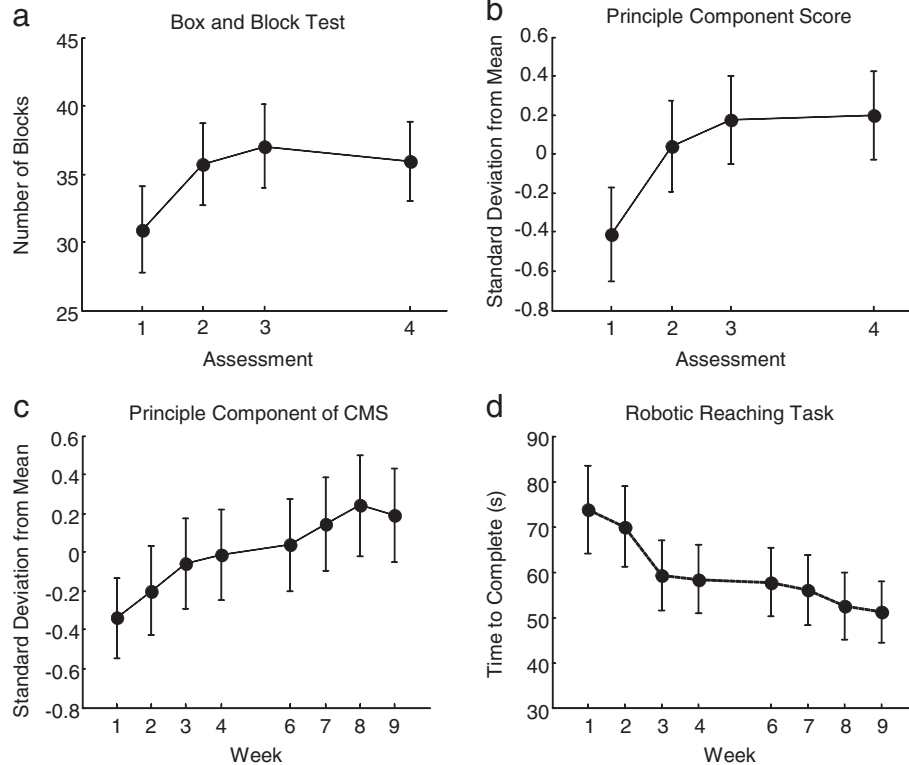 a
Box and Block Test
45
40
35
30
25
Number of Blocks
1 2 3 4
Assessment
b
Principle Component Score
0.6
0.4
0.2
0
-0.2
-0.4
-0.6
-0.8
Standard Deviation from Mean
1 2 3 4
Assessment
c
Principle Component of CMS
0.6
0.4
0.2
0
-0.2
-0.4
-0.6
-0.8
Standard Deviation from Mean
1 2 3 4 6 7 8 9
Week
d
Robotic Reaching Task
90
80
70
60
50
40
30
Time to Complete (s)
1 2 3 4 6 7 8 9
Week